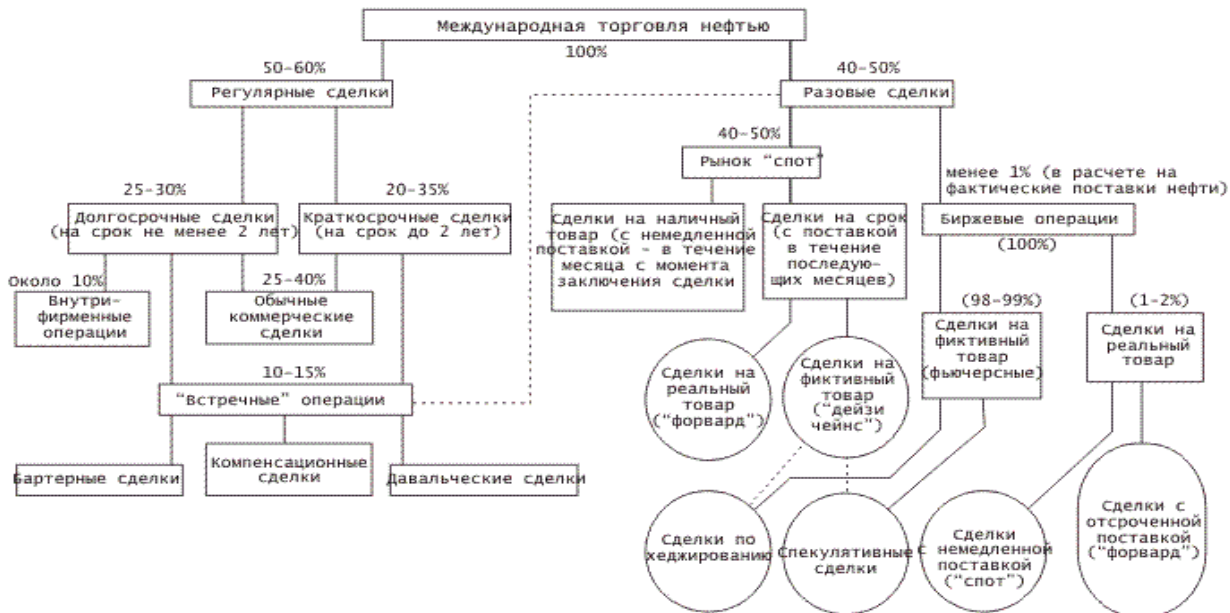 Международная торговля нефтью
100%
50-60%
40-50%
Регулярные сделки
Разовые сделки
40-50%
Рынок "спот"
менее 1% (в расчете на
фактические поставки нефти)
25-30%
20-35%
Долгосрочные сделки
(на срок не менее 2 лет)
Краткосрочные сделки
(на срок до 2 лет)
Сделки на наличный
товар (с немедленной
поставкой - в течение
месяца с момента
заключения сделки
Сделки на срок
(с поставкой
в течение
последую-
щих месяцев)
Биржевые операции
(100%)
Около 10%
25-40%
Внутри-
фирменные
операции
Обычные
коммерческие
сделки
(98-99%)
(1-2%)
Сделки на
фиктивный
товар
(фьючерсные)
Сделки на
реальный
товар
Сделки на
реальный
товар
("форвард")
Сделки на
фиктивный
товар
("дейзи
чейнс")
10-15%
"Встречные" операции
Бартерные сделки
Компенсационные
сделки
Давальческие сделки
Сделки по
хеджированию
Спекулятивные
сделки
Сделки
с немедленной
поставкой
("спот")
Сделки с
отсроченной
поставкой
("форвард")